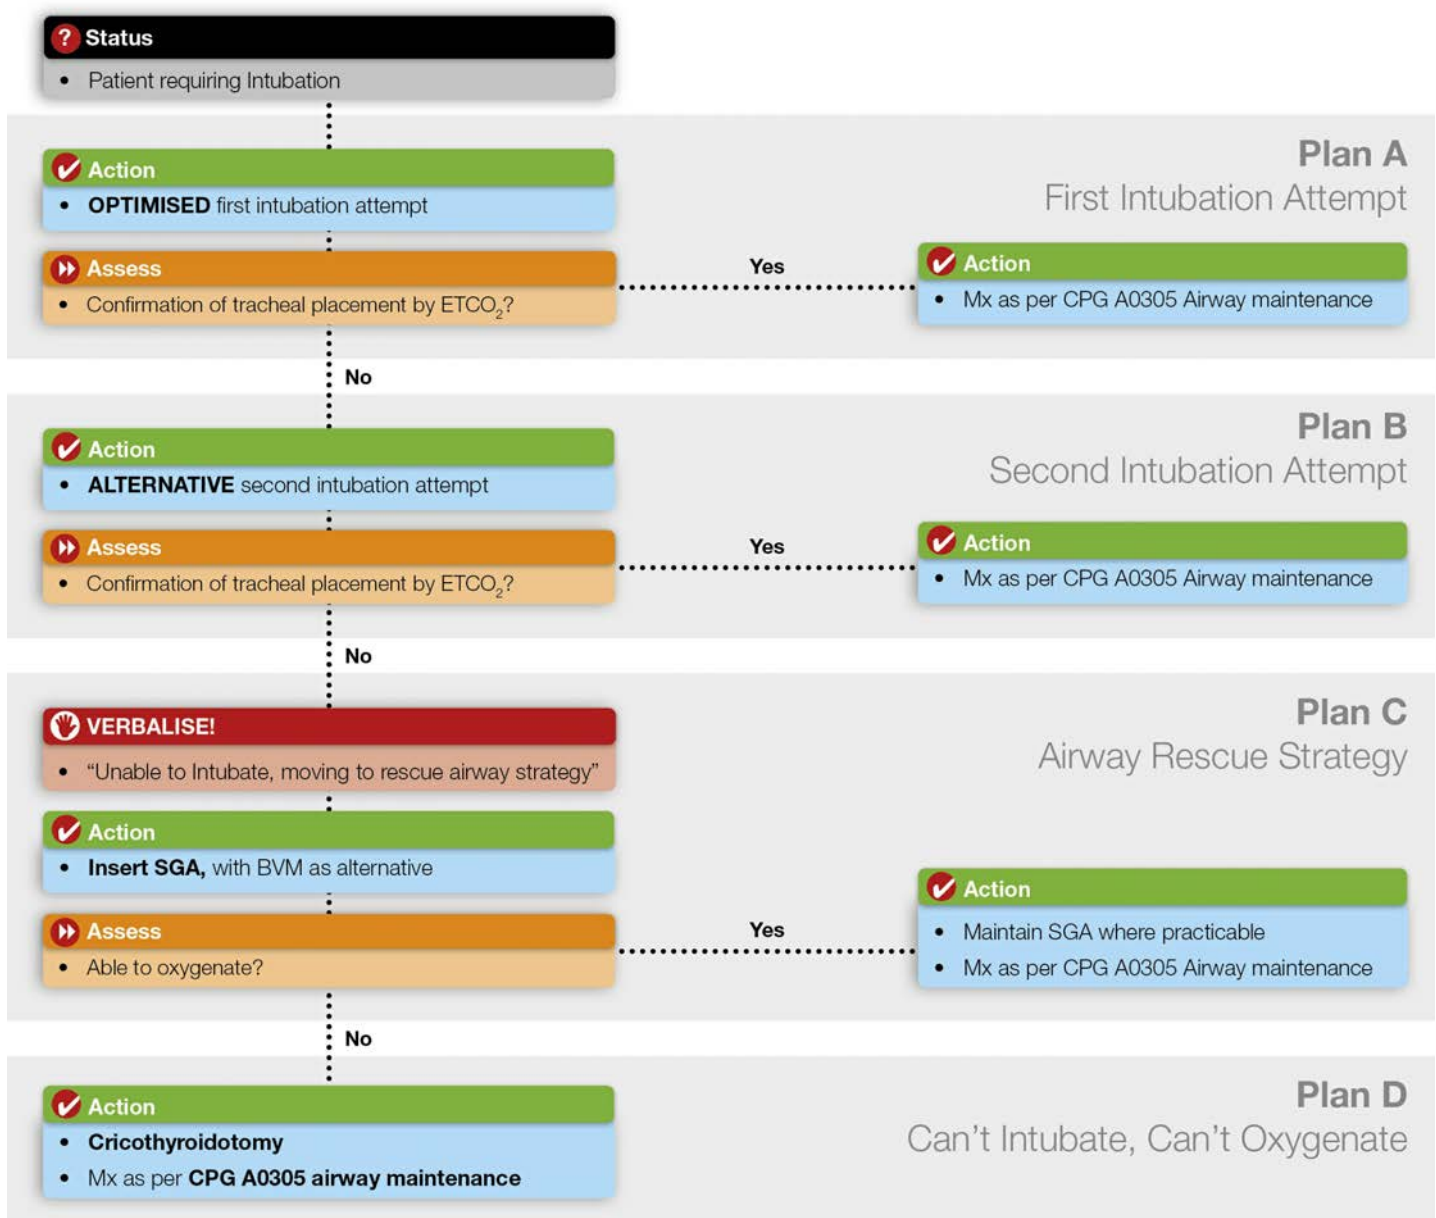 Status
• Patient requiring Intubation
Plan A
First Intubation Attempt
Action
• OPTIMISED first intubation attempt
Assess
• Confirmation of tracheal placement by ETCO₂?
Yes
Action
• Mx as per CPG A0305 Airway maintenance
No
Plan B
Second Intubation Attempt
Action
• ALTERNATIVE second intubation attempt
Assess
• Confirmation of tracheal placement by ETCO₂?
Yes
Action
• Mx as per CPG A0305 Airway maintenance
No
Plan C
Airway Rescue Strategy
VERBALISE!
• “Unable to Intubate, moving to rescue airway strategy”
Action
• Insert SGA, with BVM as alternative
Assess
• Able to oxygenate?
Yes
Action
• Maintain SGA where practicable
• Mx as per CPG A0305 Airway maintenance
No
Plan D
Can’t Intubate, Can’t Oxygenate
Action
• Cricothyroidotomy
• Mx as per CPG A0305 airway maintenance